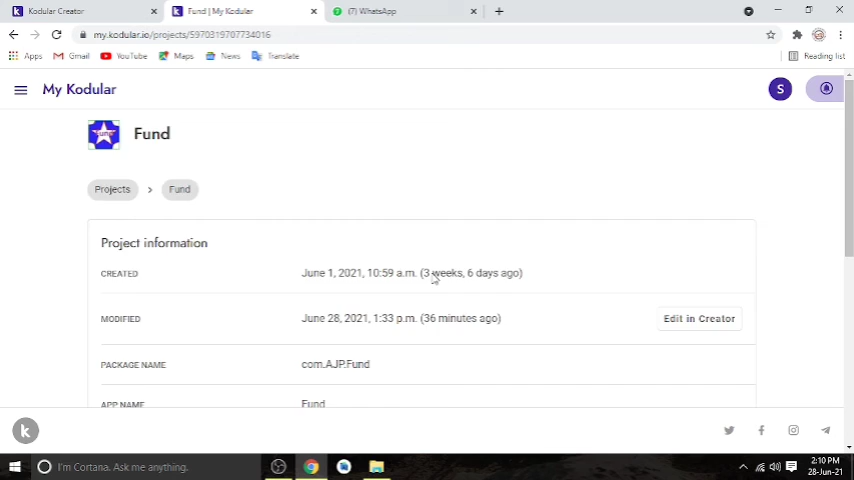 Kodular Creator
Fund | My Kodular
(7) WhatsApp
my.kodular.io/projects/5970319707734016
Apps
Gmail
YouTube
Maps
News
Translate
Reading list
My Kodular
S
Fund
Fund
Projects
Fund
Project information
CREATED
June 1, 2021, 10:59 a.m. (3 weeks, 6 days ago)
MODIFIED
June 28, 2021, 1:33 p.m. (36 minutes ago)
Edit in Creator
PACKAGE NAME
com.AJP.Fund
APP NAME
Fund
I'm Cortana. Ask me anything.
2:10 PM
28-Jun-21